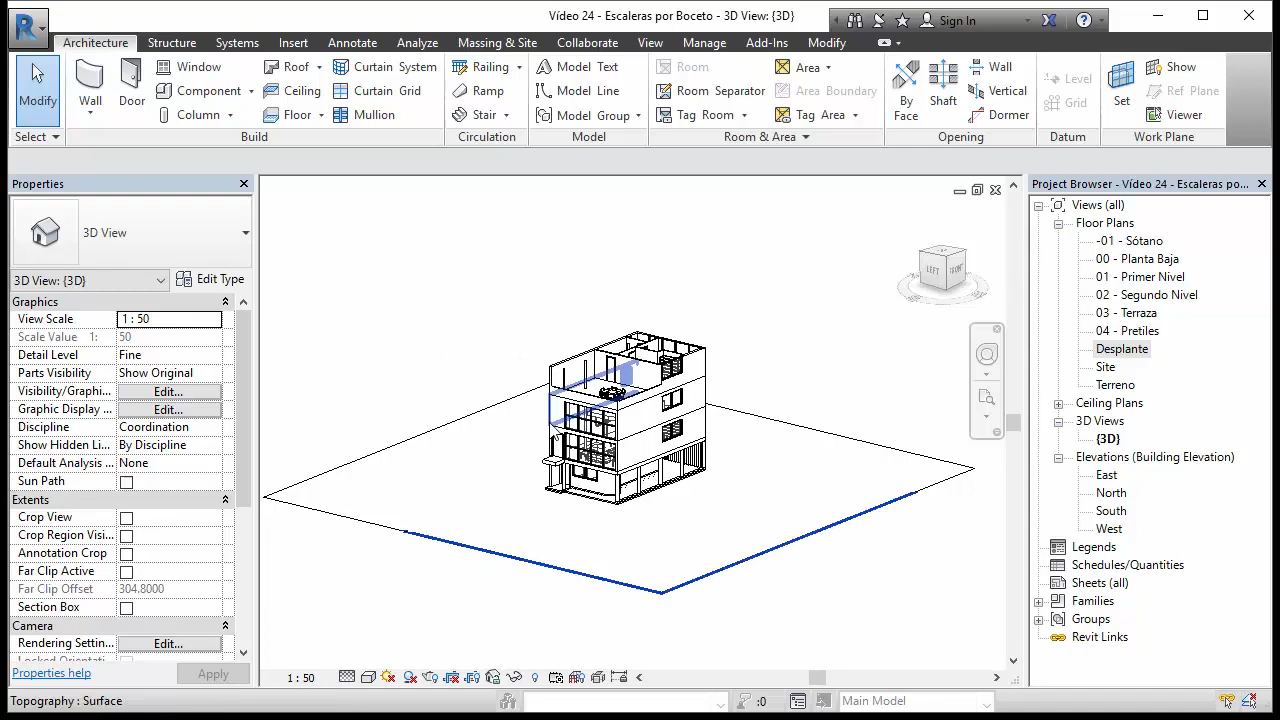 Vídeo 24 - Escaleras por Boceto - 3D View: {3D}
Sign In
Architecture Structure Systems Insert Annotate Analyze Massing & Site Collaborate View Manage Add-Ins Modify
Modify
Select
Wall
Door
Window
Component
Column
Roof
Ceiling
Floor
Curtain System
Curtain Grid
Mullion
Build
Railing
Ramp
Stair
Circulation
Model Text
Model Line
Model Group
Model
Room
Room Separator
Tag Room
Area
Area Boundary
Tag Area
Room & Area
By
Face
Shaft
Wall
Vertical
Dormer
Opening
Level
Grid
Datum
Set
Show
Ref Plane
Viewer
Work Plane
Properties
3D View
3D View: {3D}
Edit Type
Graphics
View Scale 1 : 50
Scale Value 1: 50
Detail Level Fine
Parts Visibility Show Original
Visibility/Graphi... Edit...
Graphic Display ... Edit...
Discipline Coordination
Show Hidden Li... By Discipline
Default Analysis ... None
Sun Path
Extents
Crop View
Crop Region Visi...
Annotation Crop
Far Clip Active
Far Clip Offset 304.8000
Section Box
Camera
Rendering Settin... Edit...
Properties help
Apply
LEFT
FRONT
1 : 50
Project Browser - Vídeo 24 - Escaleras po...
Views (all)
Floor Plans
-01 - Sótano
00 - Planta Baja
01 - Primer Nivel
02 - Segundo Nivel
03 - Terraza
04 - Pretiles
Desplante
Site
Terreno
Ceiling Plans
3D Views
{3D}
Elevations (Building Elevation)
East
North
South
West
Legends
Schedules/Quantities
Sheets (all)
Families
Groups
Revit Links
Topography : Surface
:0
Main Model